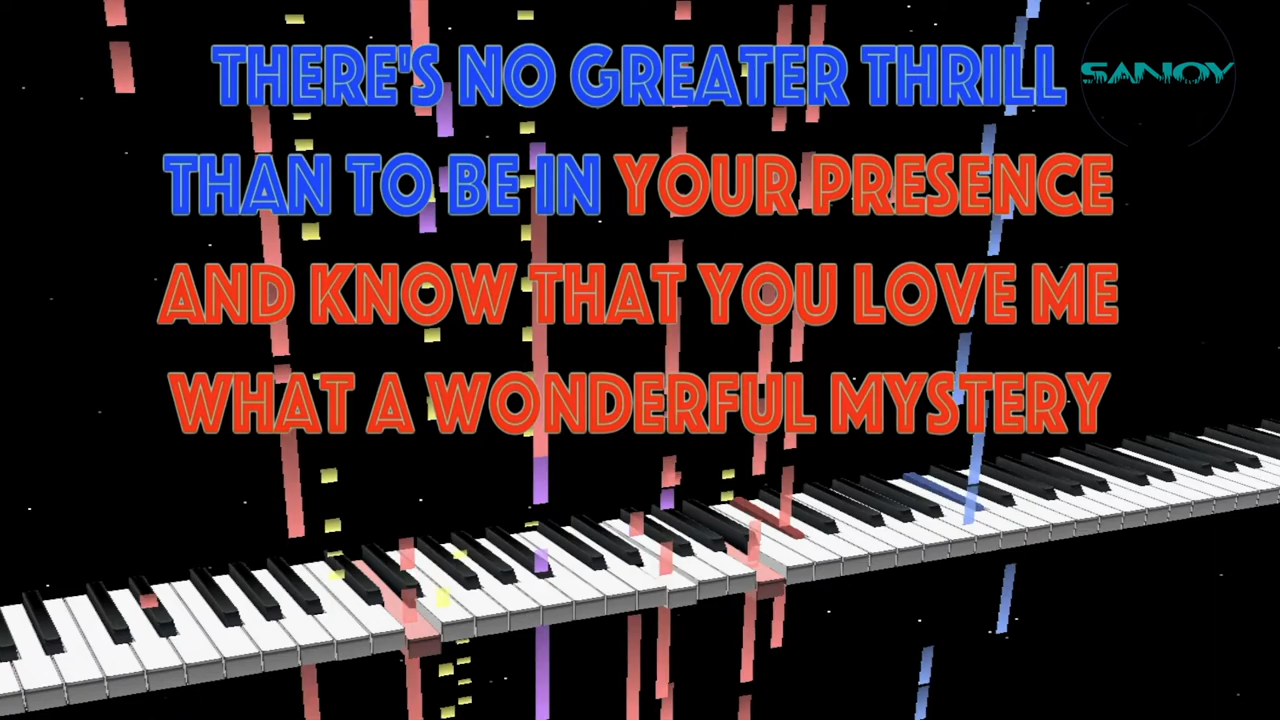 THERE'S NO GREATER THRILL
SANJOY
THAN TO BE IN YOUR PRESENCE
AND KNOW THAT YOU LOVE ME
WHAT A WONDERFUL MYSTERY